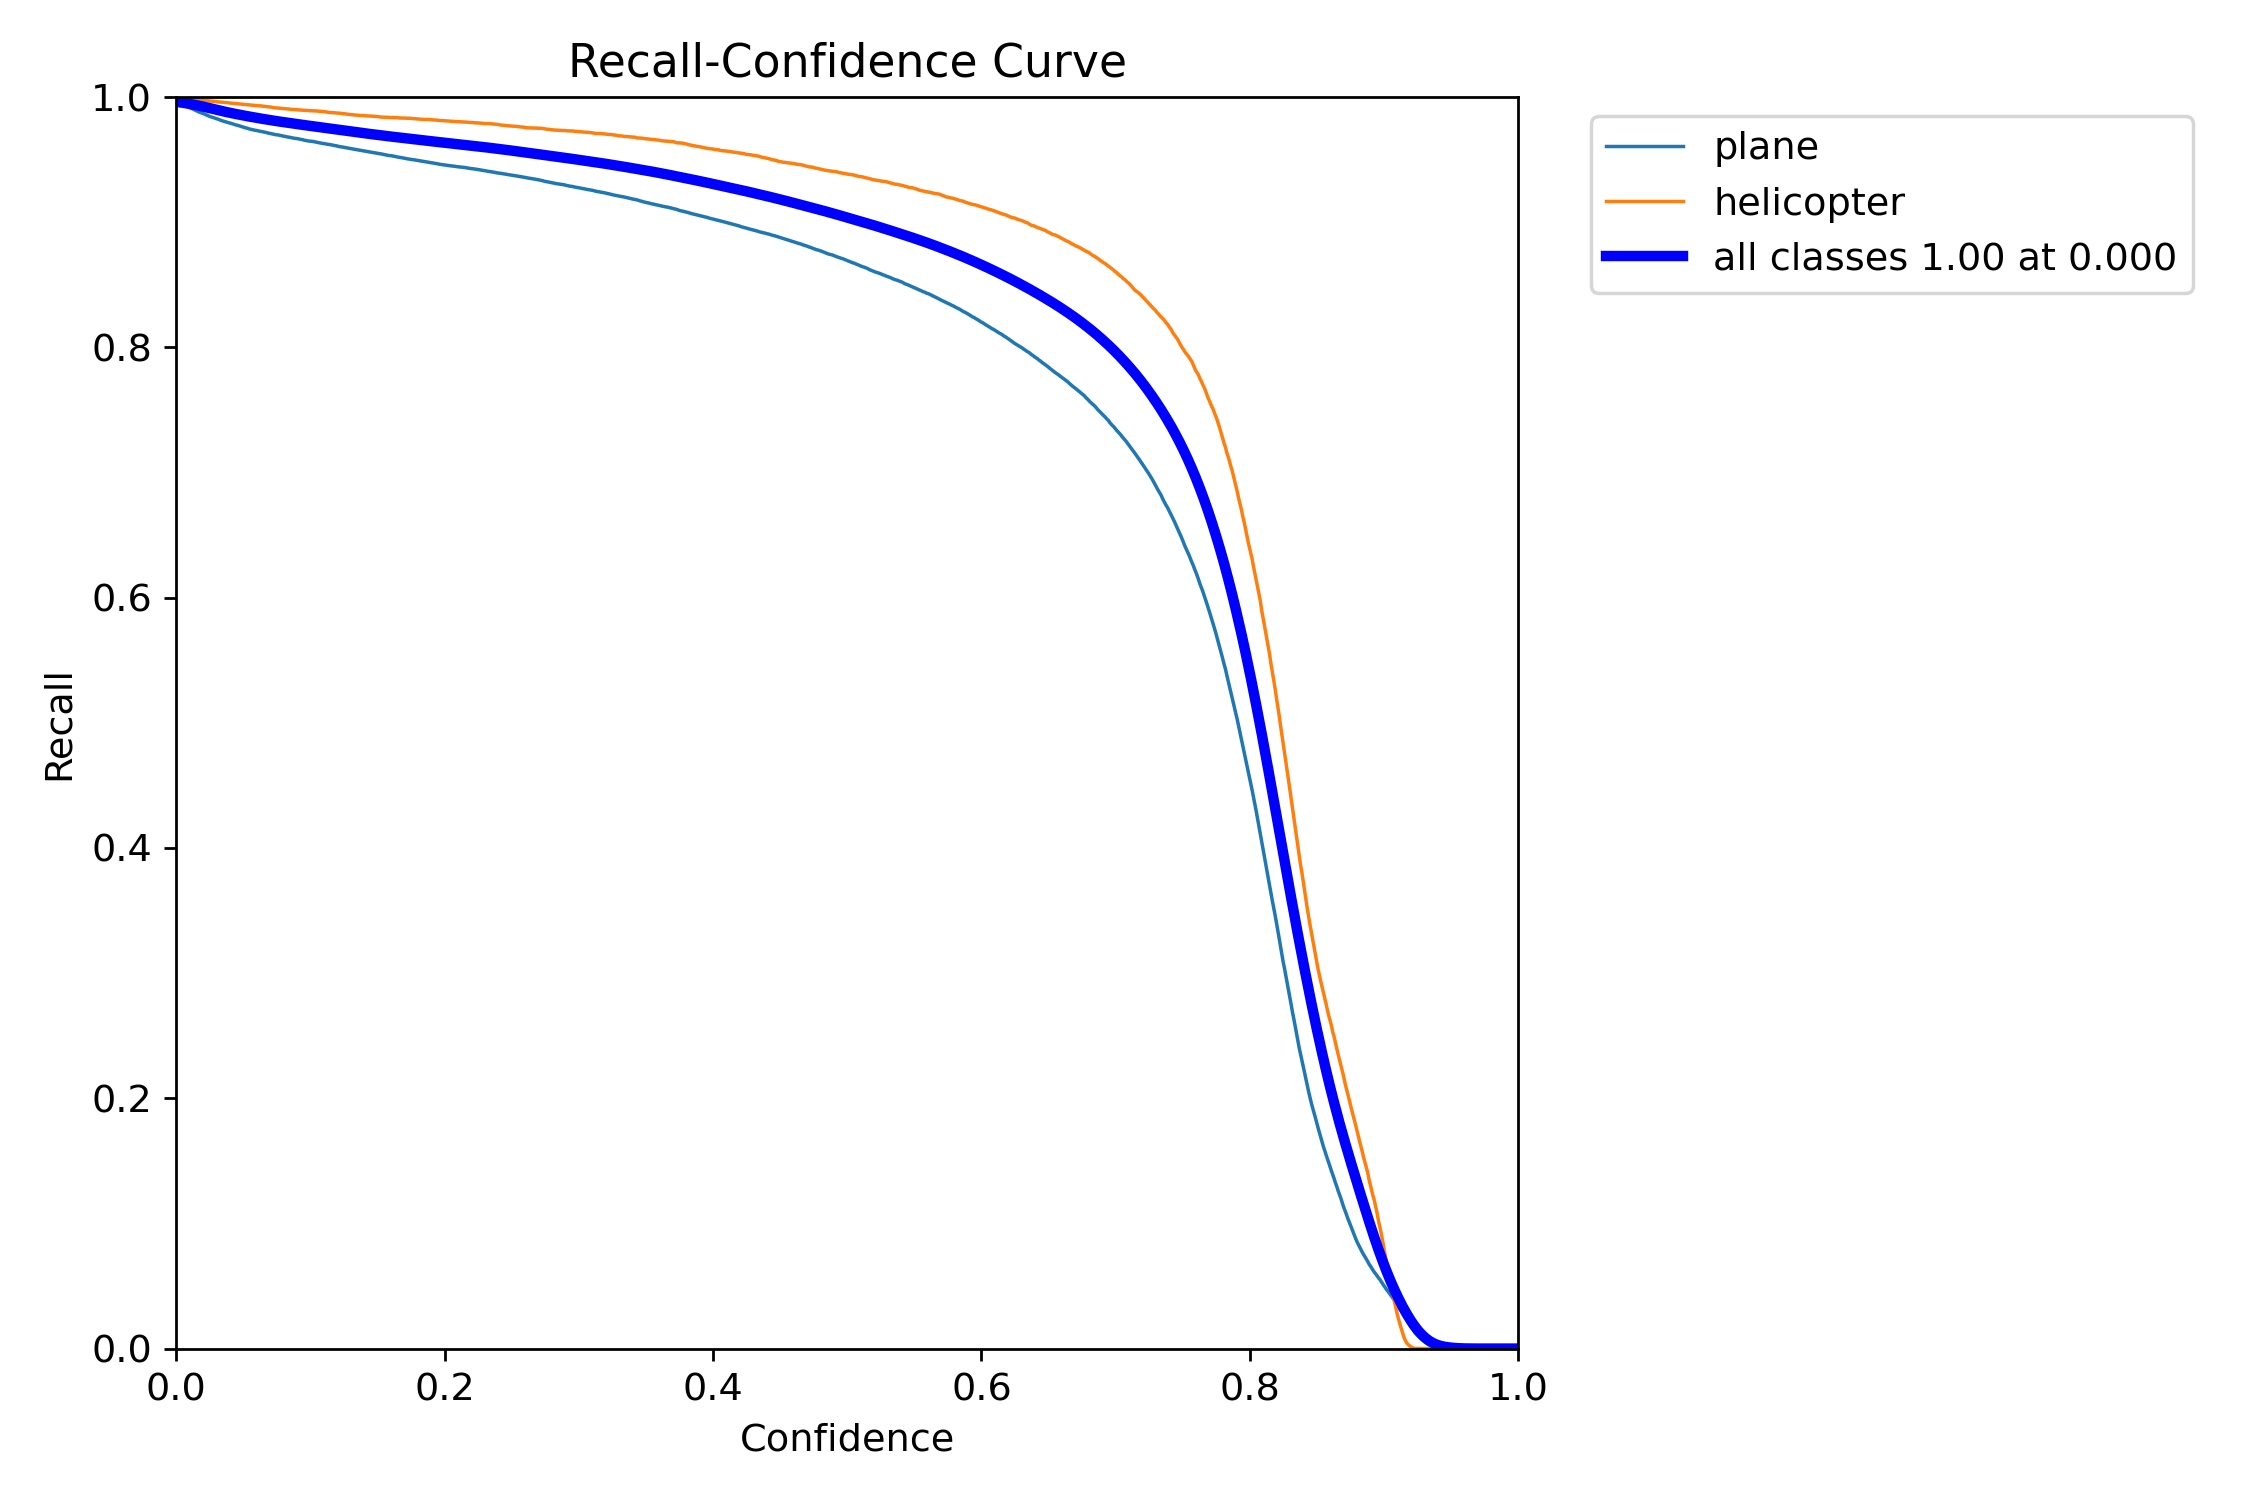 Recall-Confidence Curve
1.0
0.8
0.6
0.4
0.2
0.0
Recall
0.0 0.2 0.4 0.6 0.8 1.0
Confidence
plane
helicopter
all classes 1.00 at 0.000